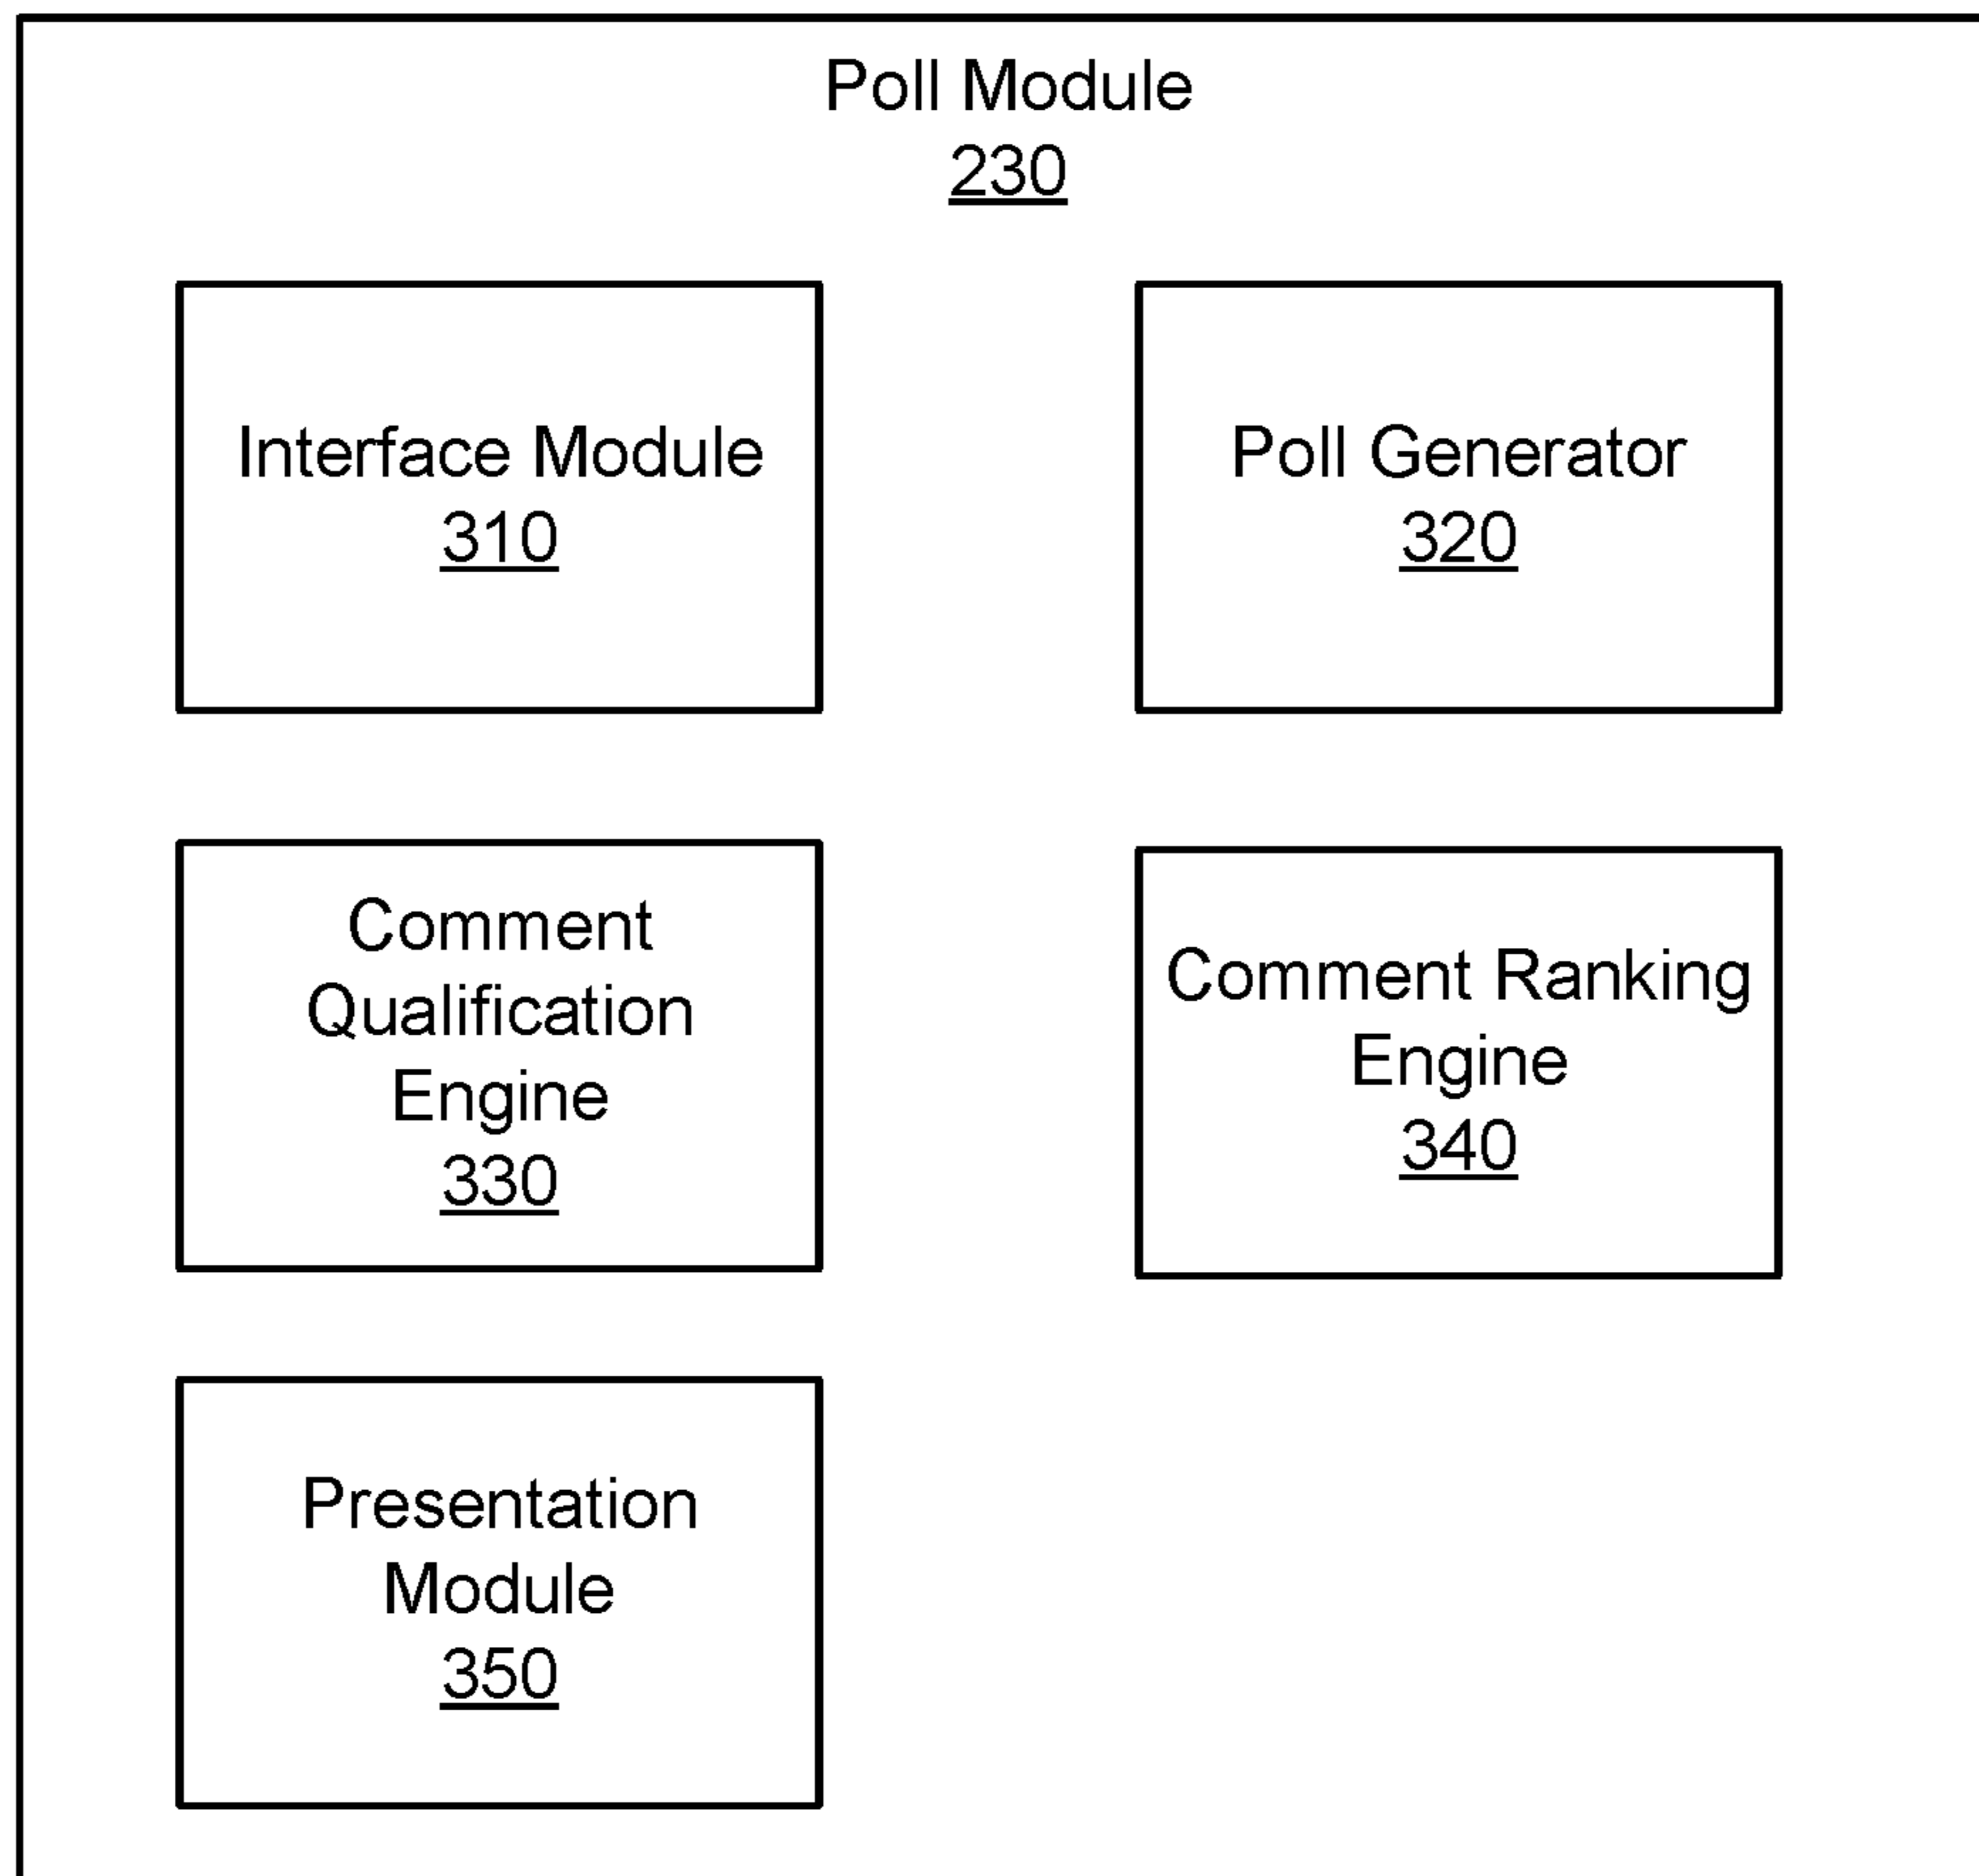 Poll Module
230
Interface Module
310
Poll Generator
320
Comment
Qualification
Engine
330
Comment Ranking
Engine
340
Presentation
Module
350